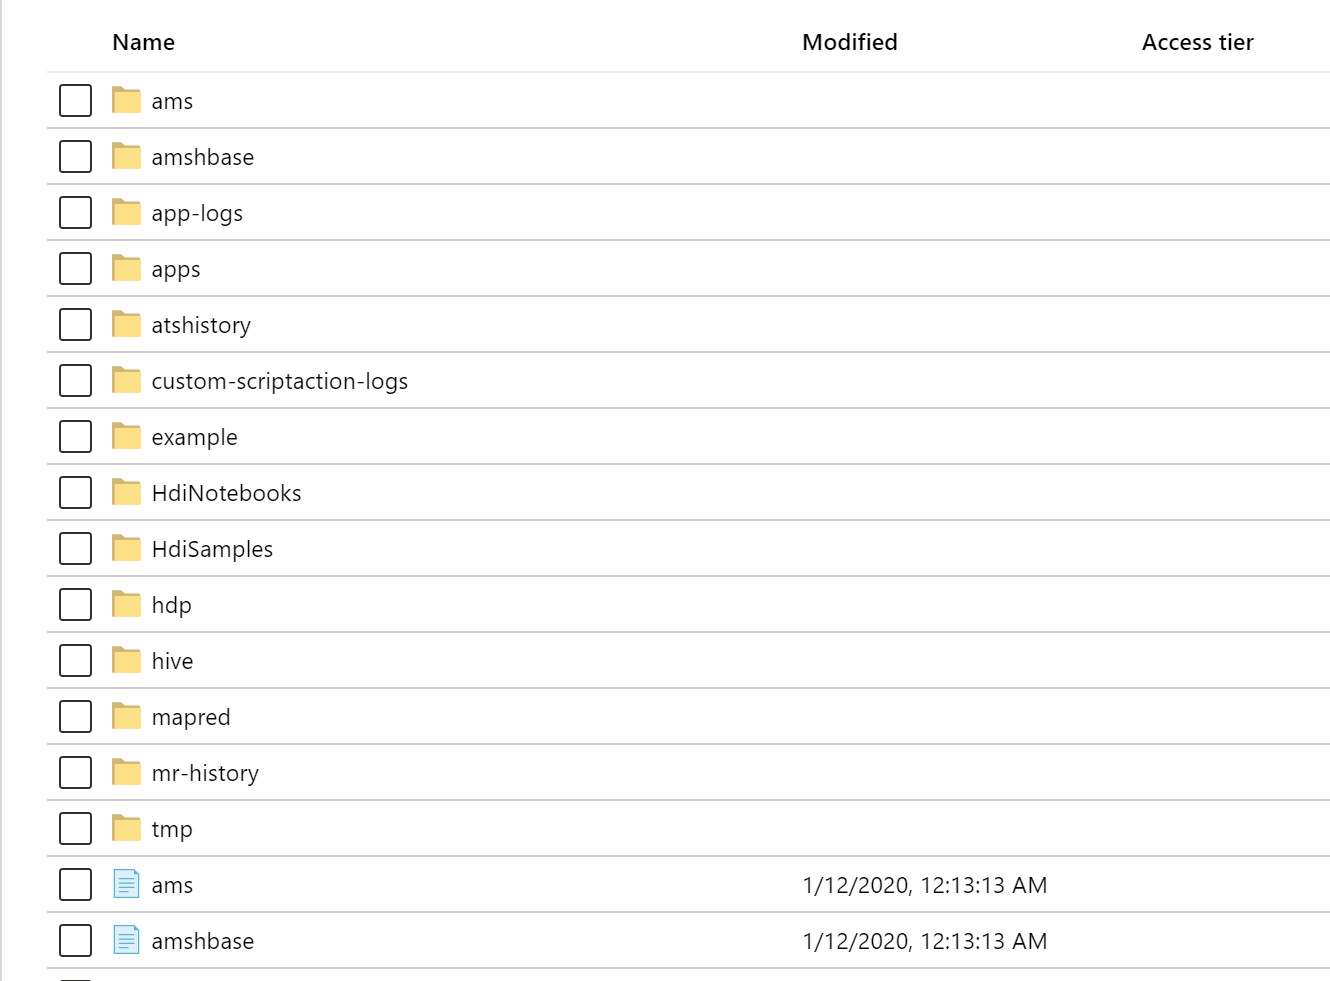 Name Modified Access tier
ams
amshbase
app-logs
apps
atshistory
custom-scriptaction-logs
example
HdiNotebooks
HdiSamples
hdp
hive
mapred
mr-history
tmp
ams 1/12/2020, 12:13:13 AM
amshbase 1/12/2020, 12:13:13 AM